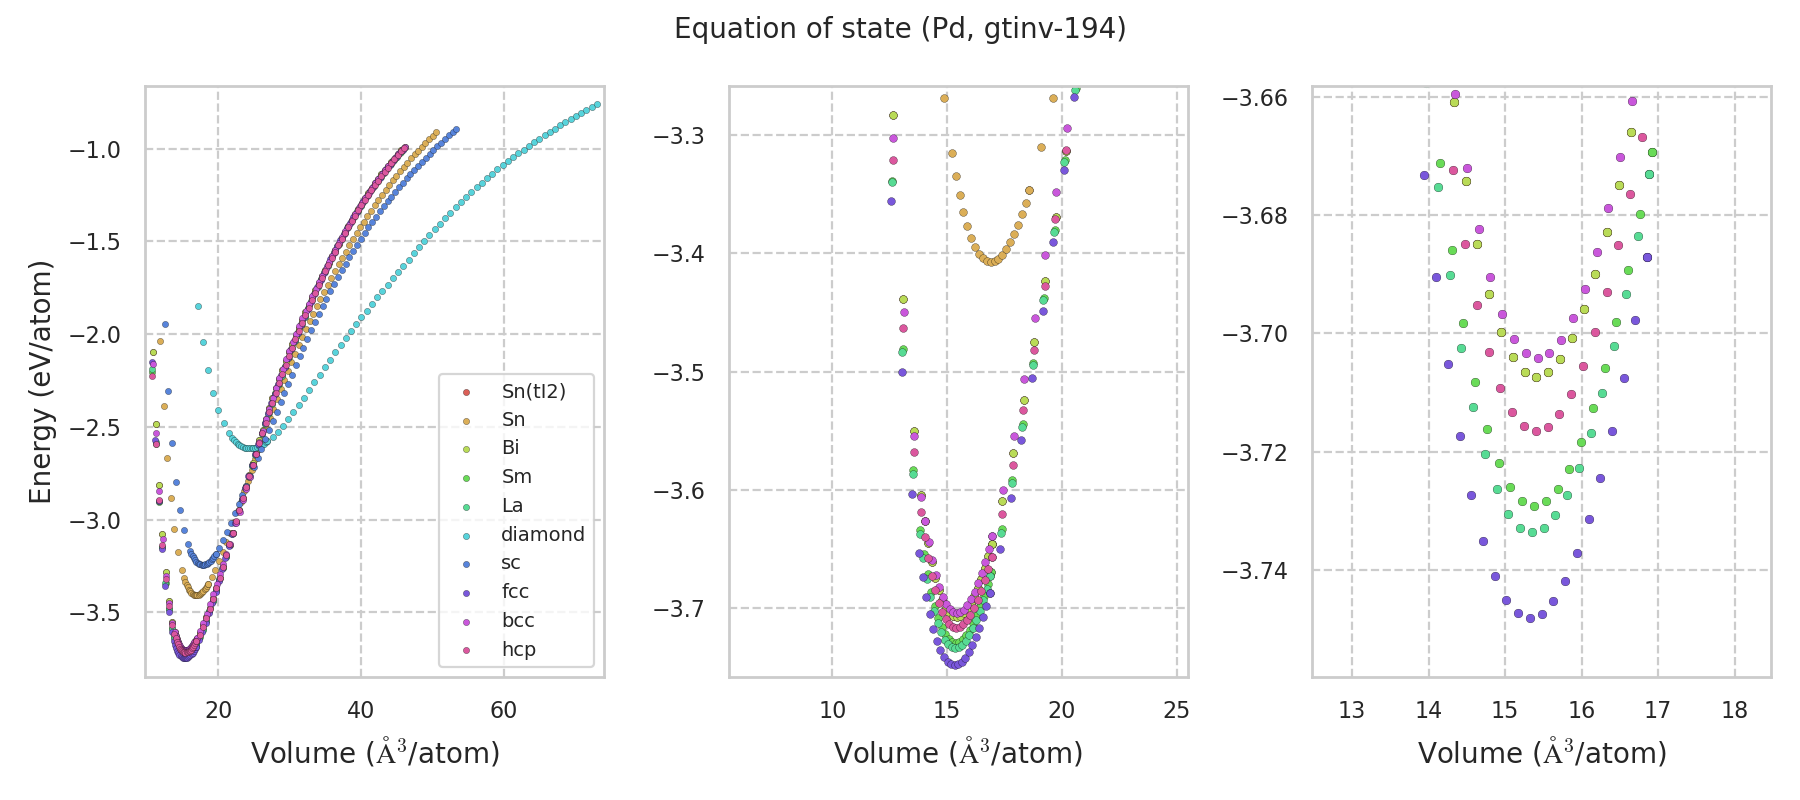 Equation of state (Pd, gtinv-194)
Energy (eV/atom)
−1.0
−1.5
−2.0
−2.5
−3.0
−3.5
20 40 60
Volume (Å³/atom)
Sn(tI2)
Sn
Bi
Sm
La
diamond
sc
fcc
bcc
hcp
−3.3
−3.4
−3.5
−3.6
−3.7
10 15 20 25
Volume (Å³/atom)
−3.66
−3.68
−3.70
−3.72
−3.74
13 14 15 16 17 18
Volume (Å³/atom)